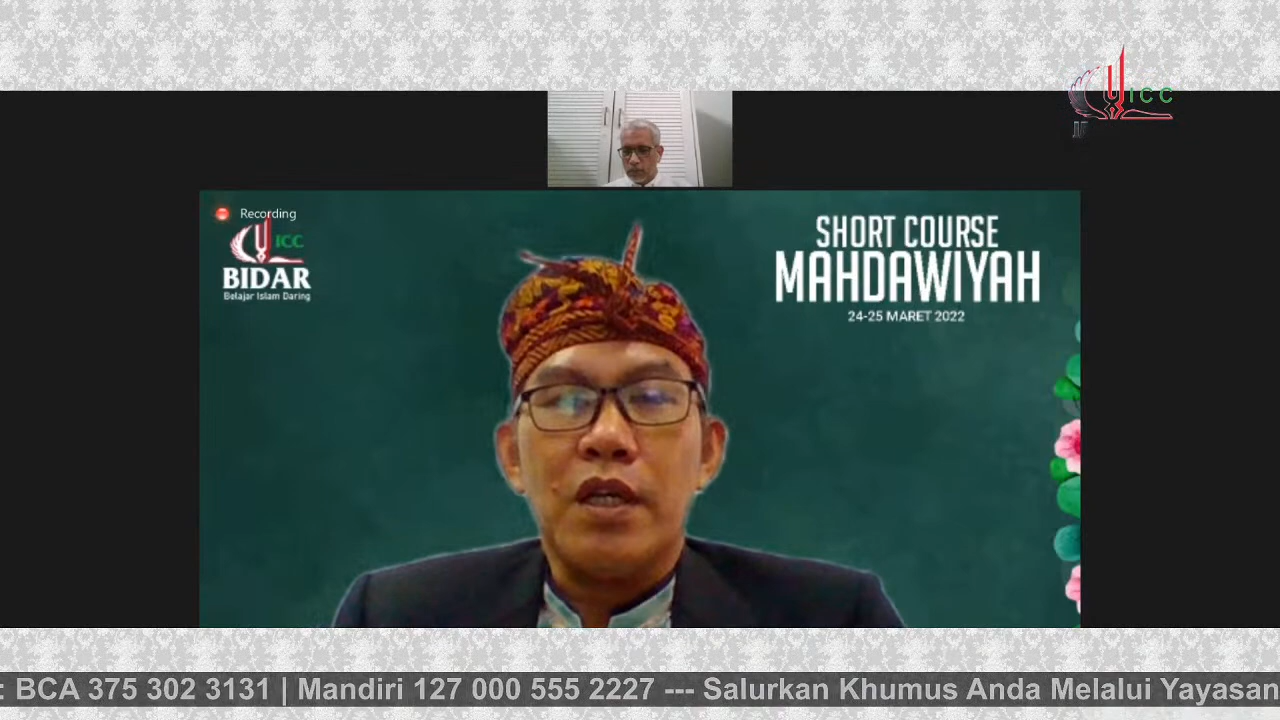 ICC
Recording
ICC
BIDAR
Belajar Islam Daring
SHORT COURSE
MAHDAWIYAH
24-25 MARET 2022
: BCA 375 302 3131 | Mandiri 127 000 555 2227 --- Salurkan Khumus Anda Melalui Yayasan